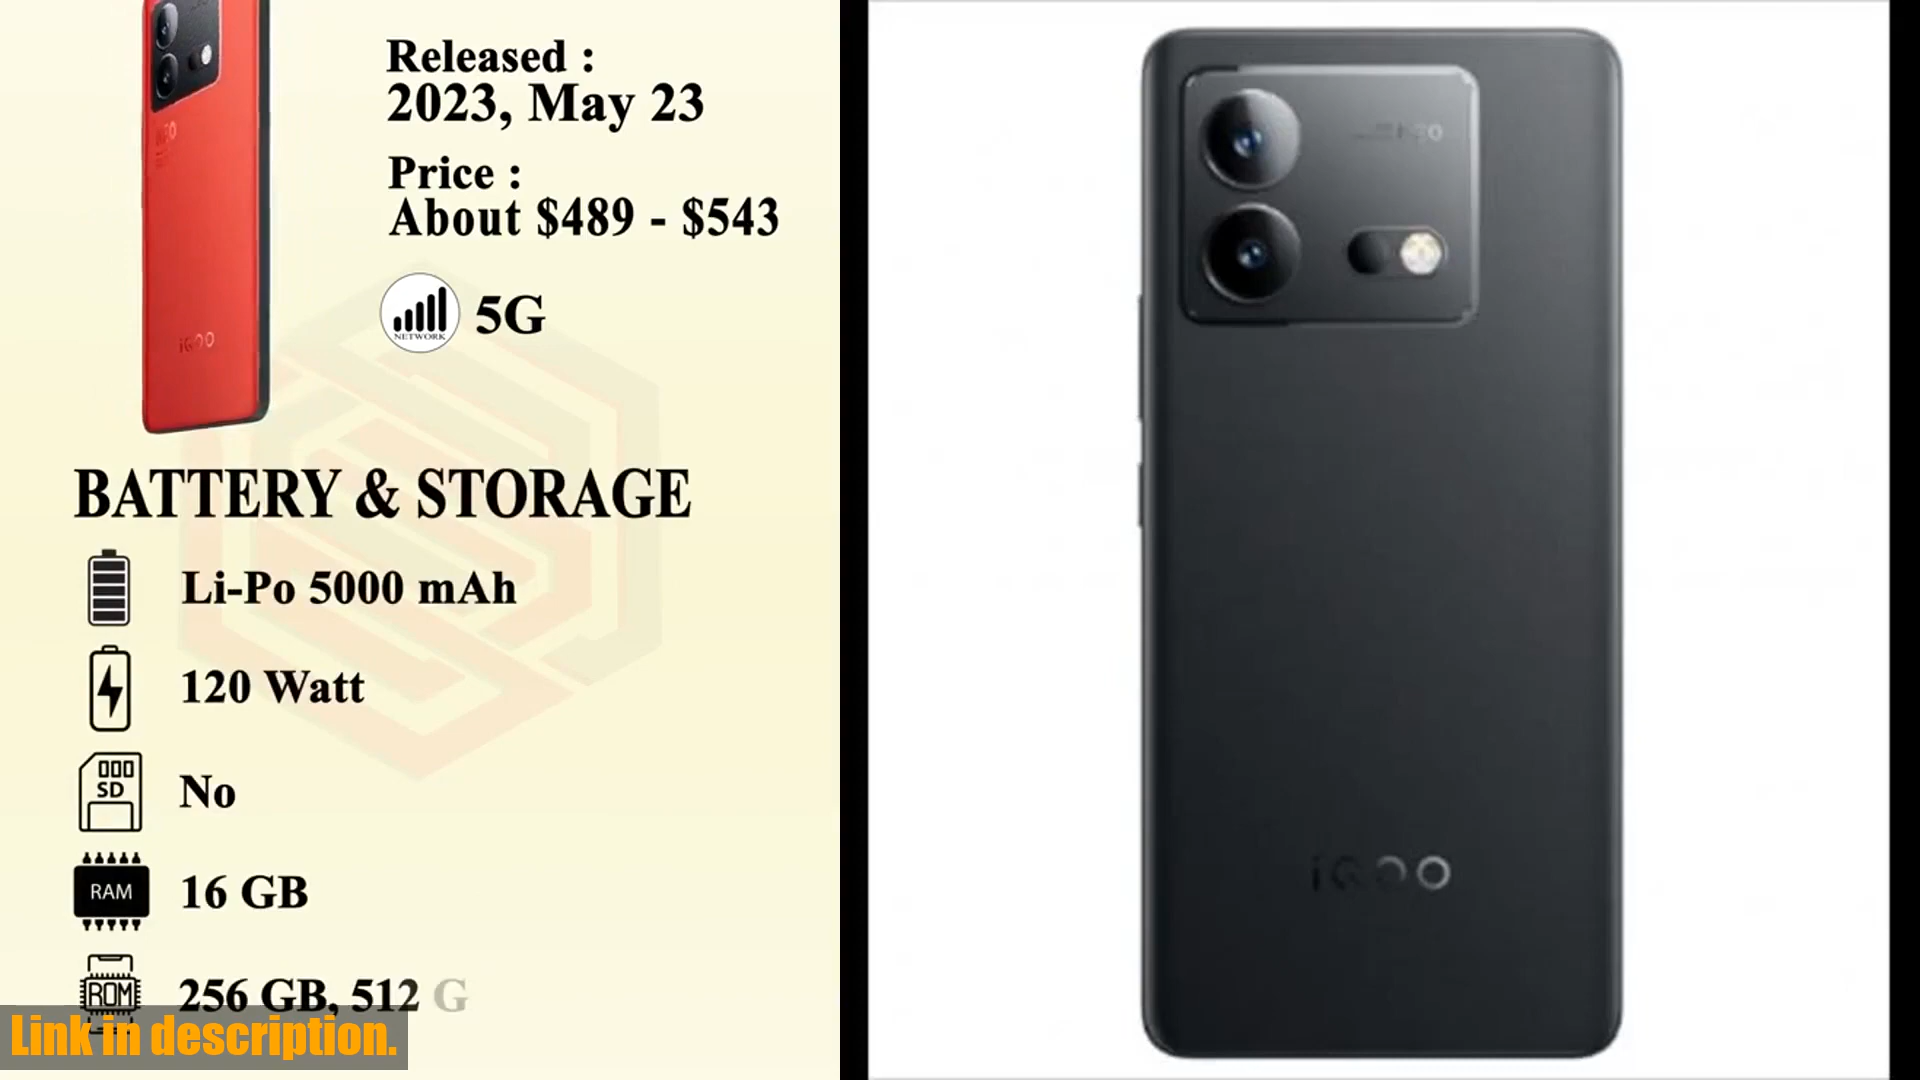 Released :
2023, May 23
Price :
About $489 - $543
NETWORK
5G
iQOO
BATTERY & STORAGE
Li-Po 5000 mAh
120 Watt
SD
No
RAM
16 GB
ROM
256 GB, 512 G
Link in description.
iQOO